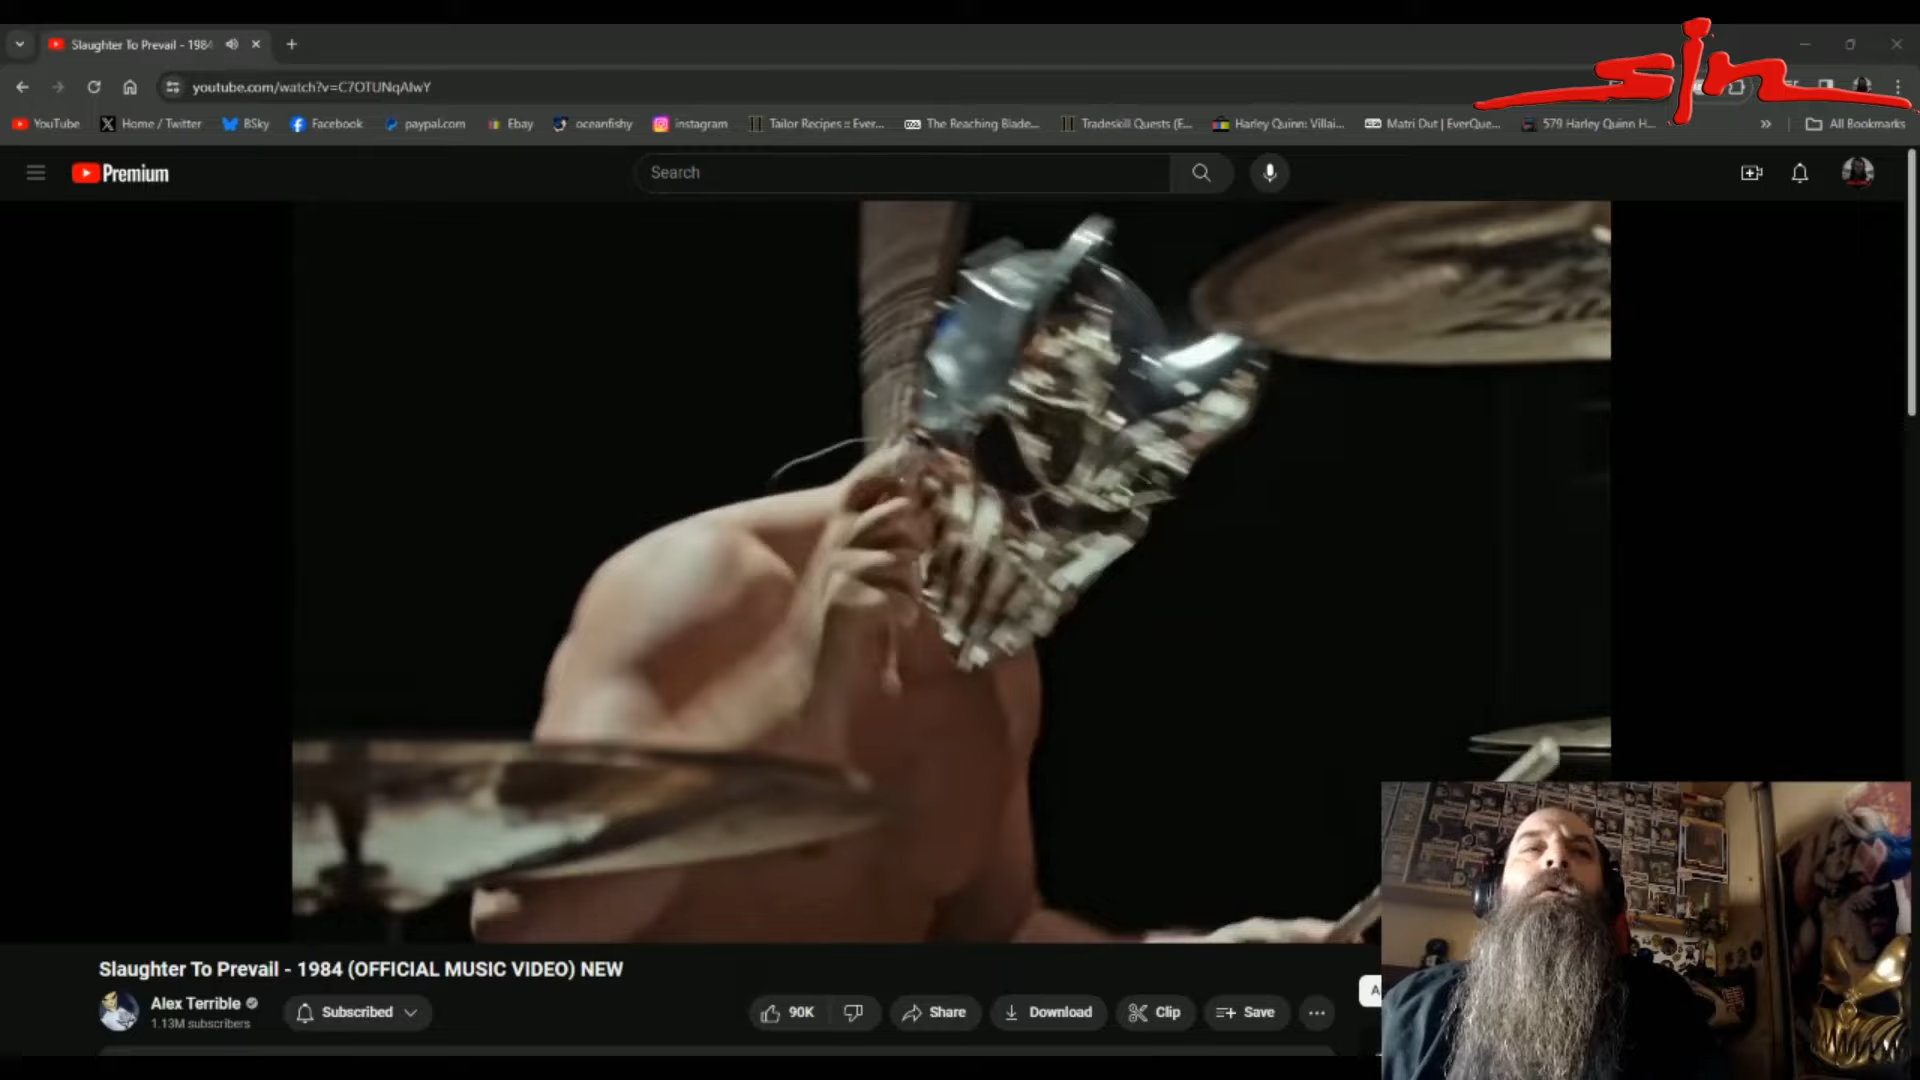 sin
Slaughter To Prevail - 1984
youtube.com/watch?v=C7OTUNqAlwY
YouTube
Home / Twitter
BSky
Facebook
paypal.com
Ebay
oceanfishy
instagram
Tailor Recipes :: Ever...
The Reaching Blade...
Tradeskill Quests (E...
Harley Quinn: Villai...
Matri Dut | EverQue...
579 Harley Quinn H...
»
All Bookmarks
Premium
Search
Slaughter To Prevail - 1984 (OFFICIAL MUSIC VIDEO) NEW
Alex Terrible
1.13M subscribers
Subscribed
90K
Share
Download
Clip
Save
A